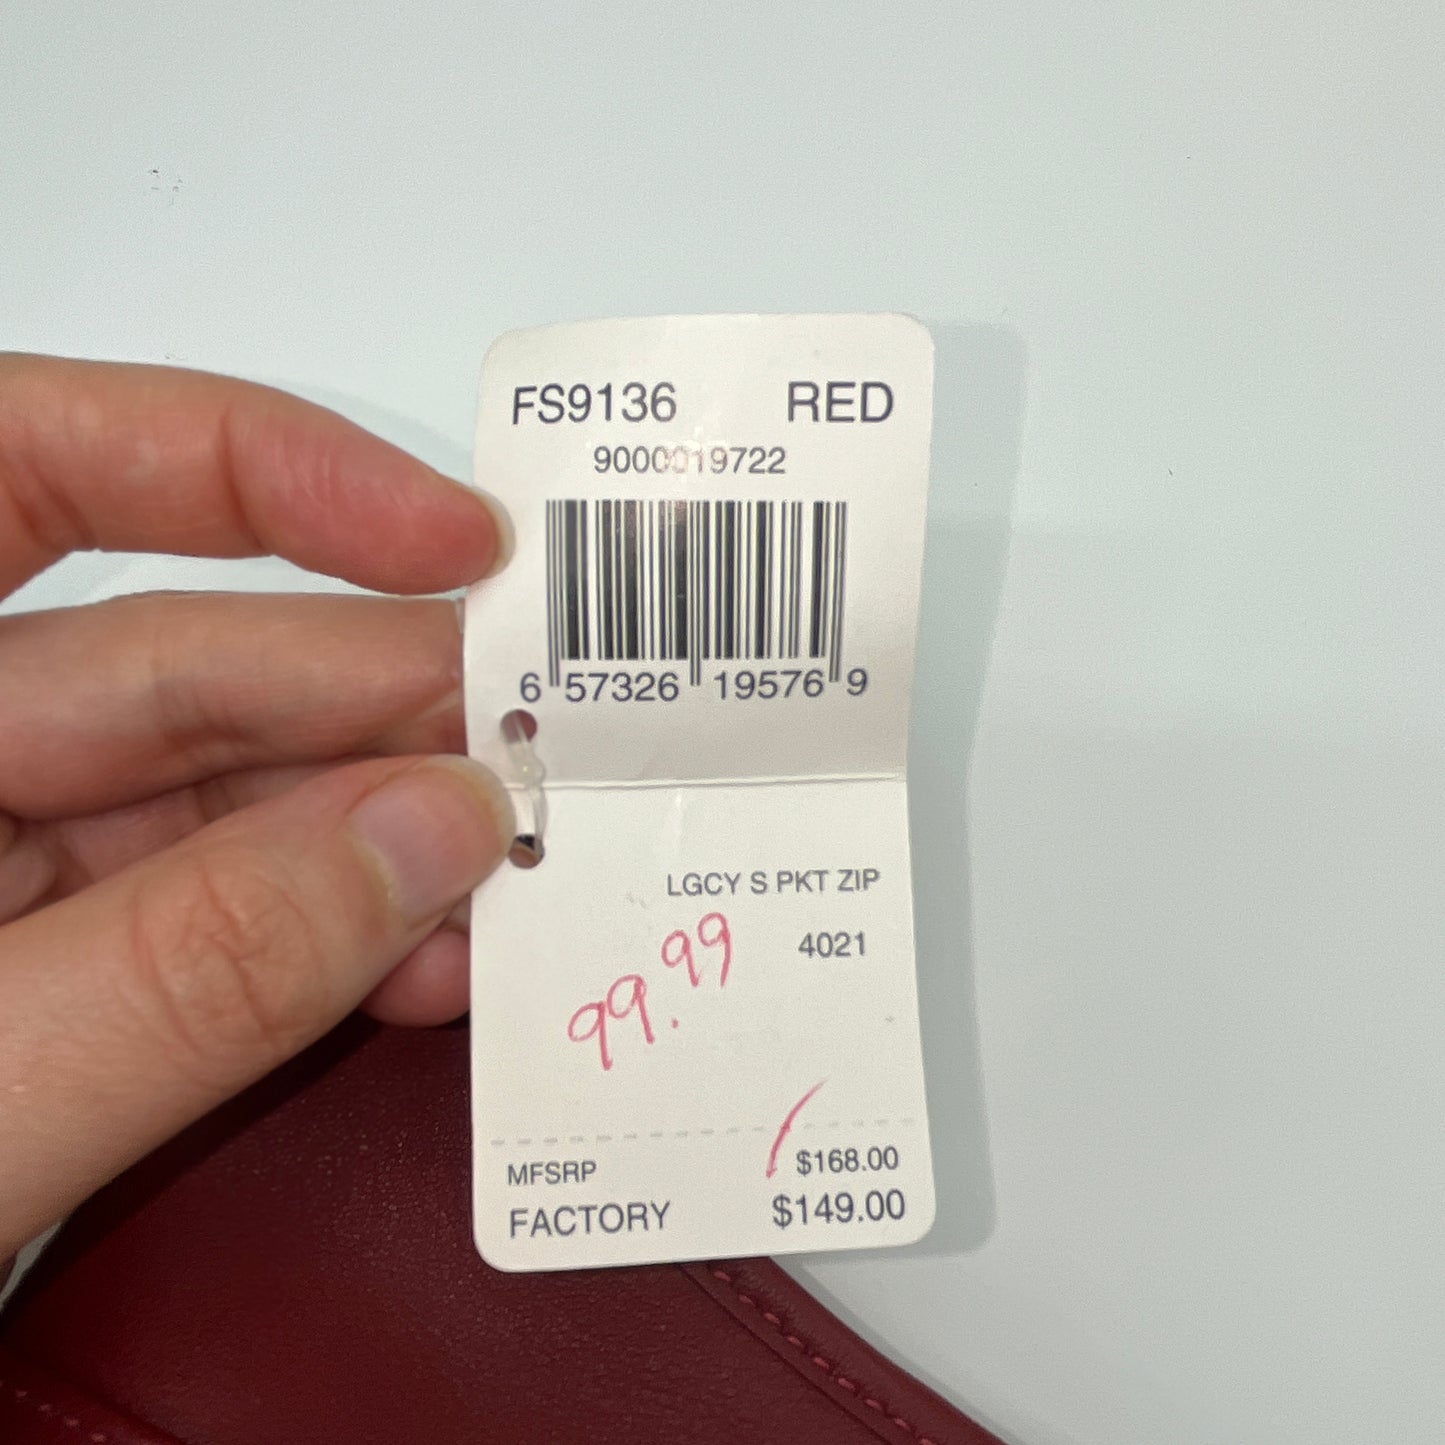 FS9136 RED
9000019722
6 57326 19576 9
LGCY S PKT ZIP
4021
99.99
MFSRP $168.00
FACTORY $149.00